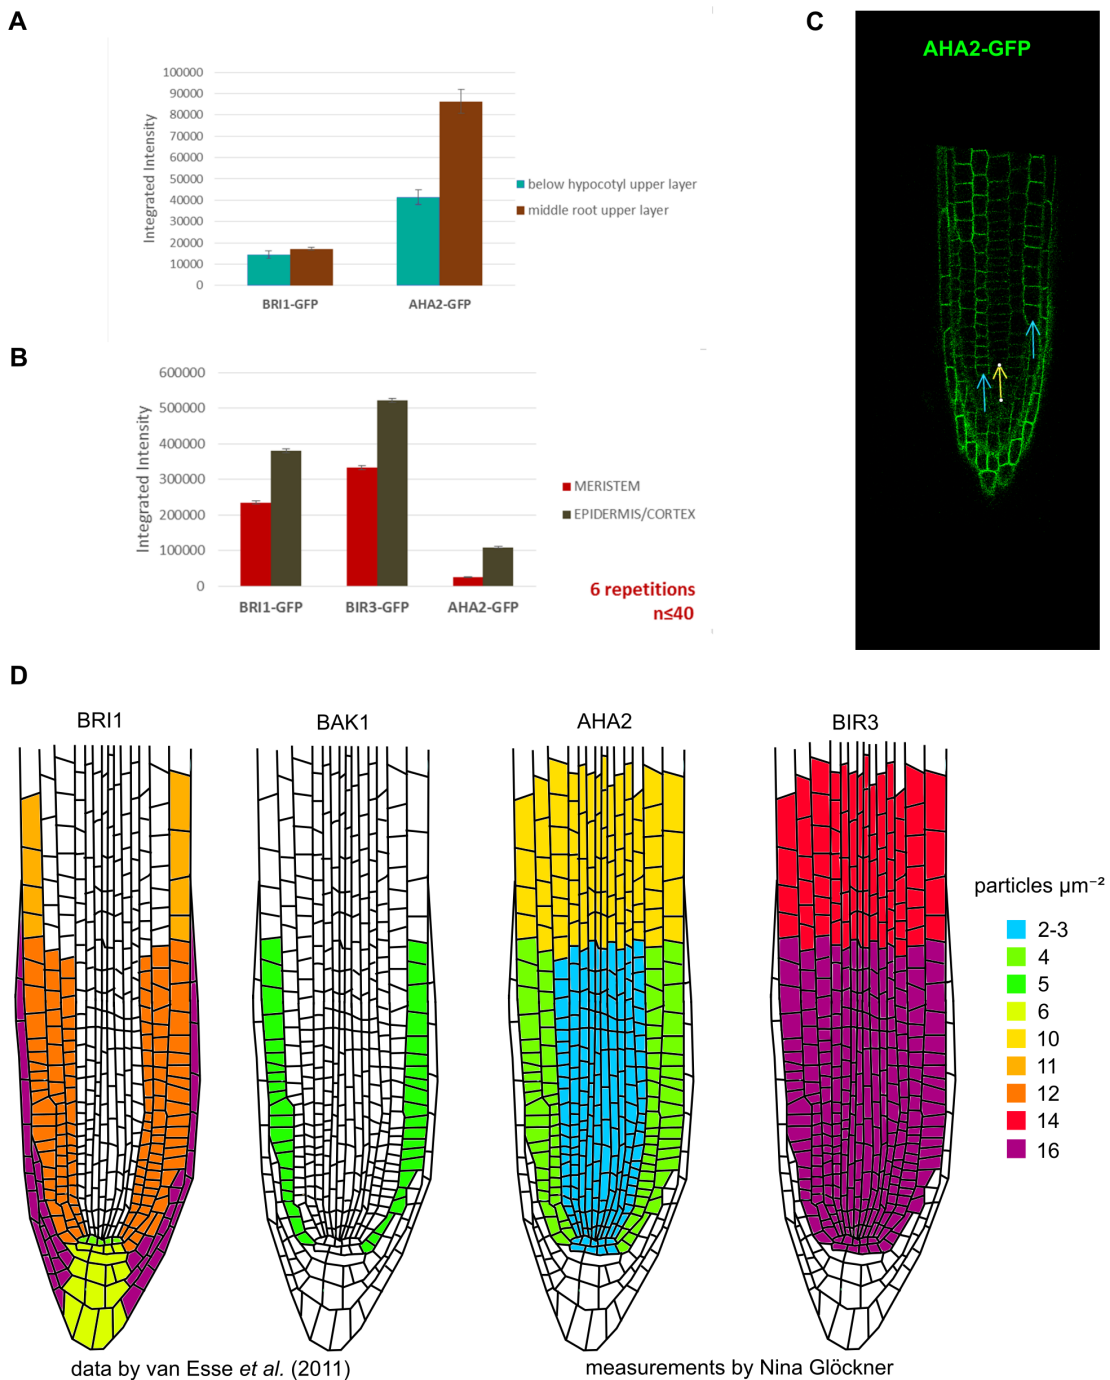 A
100000
90000
80000
70000
60000
50000
40000
30000
20000
10000
0
Integrated Intensity
BRI1-GFP
AHA2-GFP
below hypocotyl upper layer
middle root upper layer
B
600000
500000
400000
300000
200000
100000
0
Integrated Intensity
BRI1-GFP
BIR3-GFP
AHA2-GFP
MERISTEM
EPIDERMIS/CORTEX
6 repetitions
n≤40
C
AHA2-GFP
D
BRI1
BAK1
AHA2
BIR3
particles µm⁻²
2-3
4
5
6
10
11
12
14
16
data by van Esse et al. (2011)
measurements by Nina Glöckner